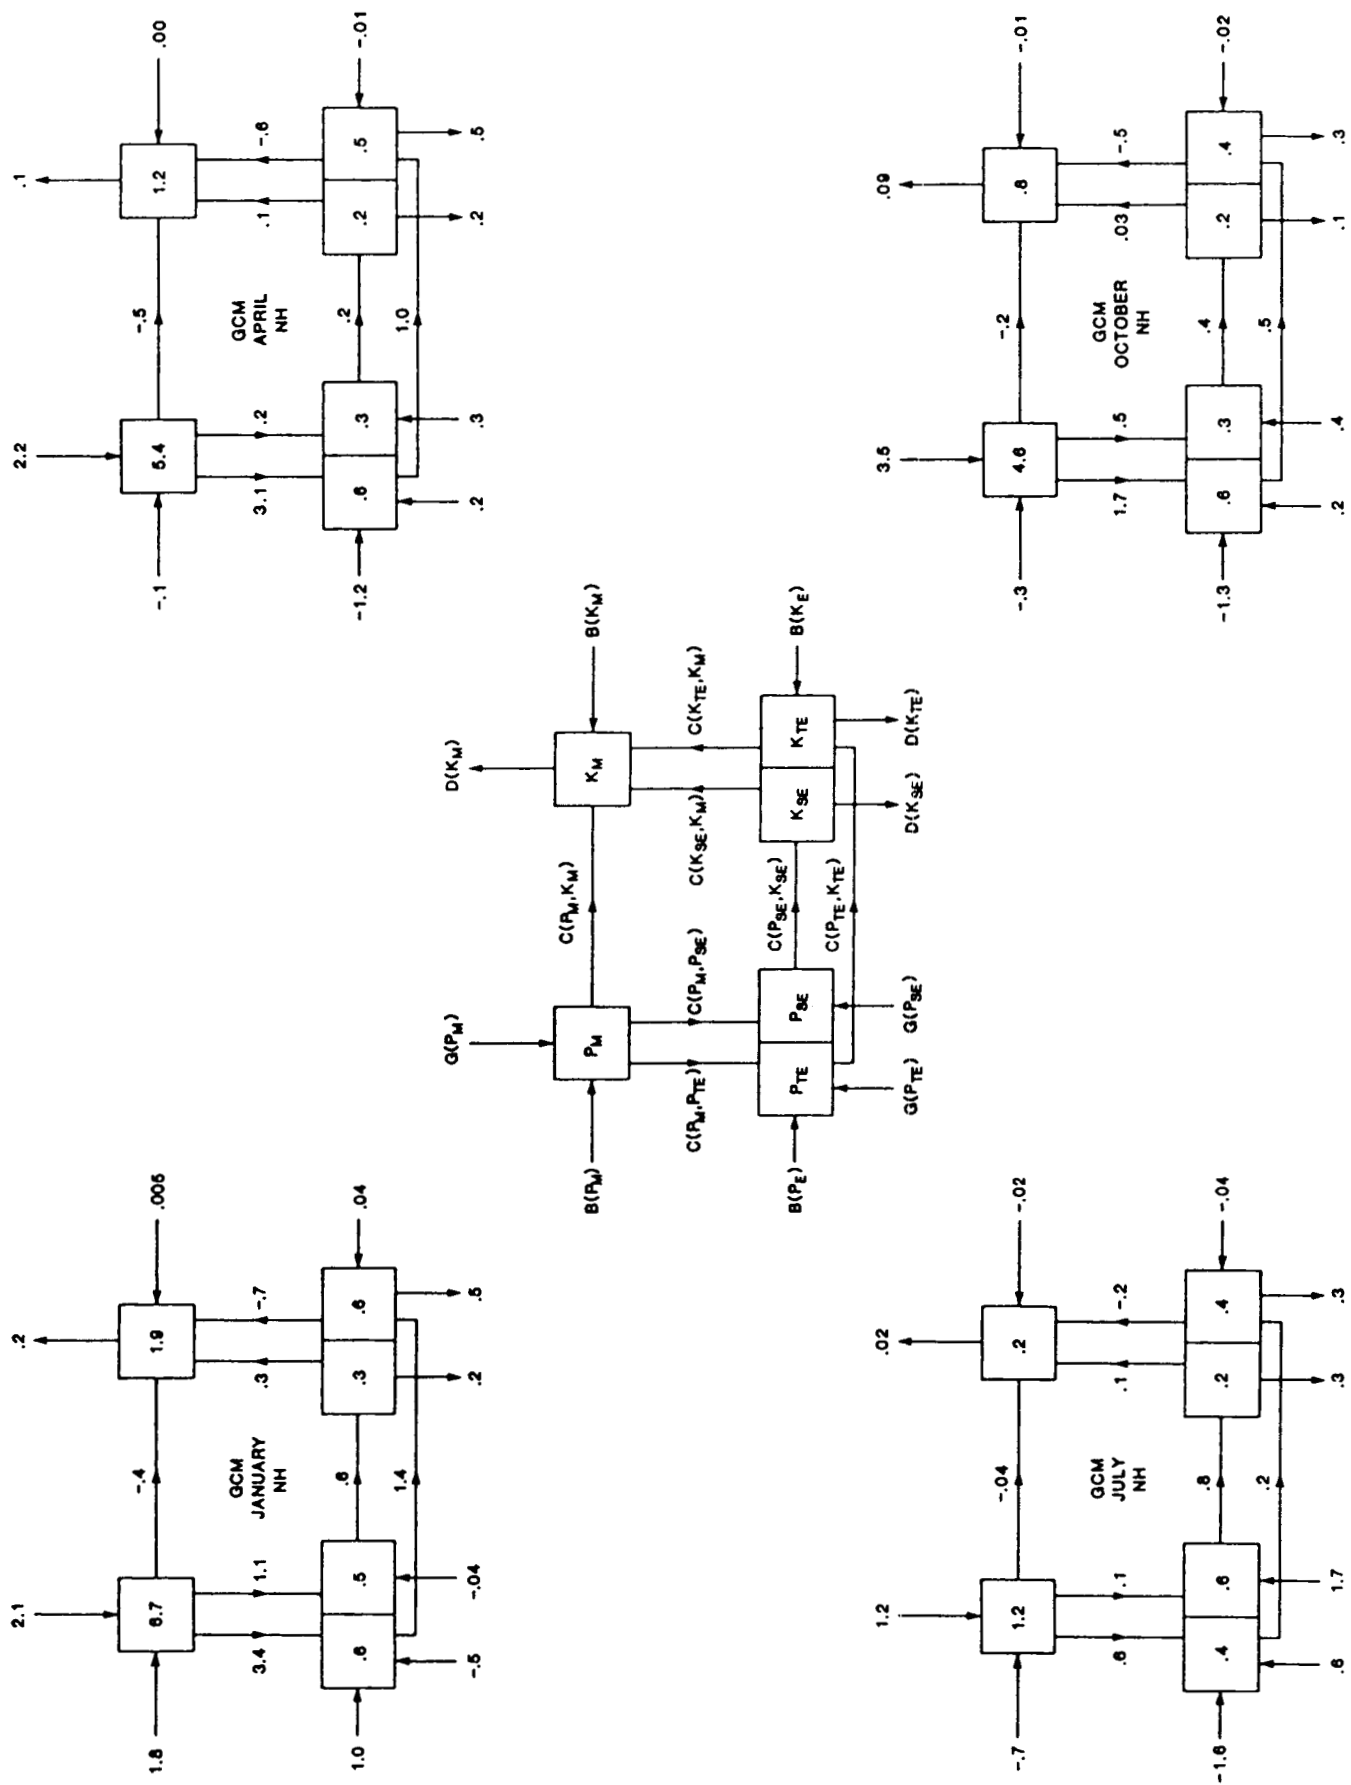 GCM
JANUARY
NH
2.1
.2
1.8
6.7
-.4
1.9
.005
3.4
1.1
.3
-.7
1.0
.6
.5
.6
.3
.6
.04
1.4
-.5
-.04
.2
.5
GCM
APRIL
NH
2.2
.1
-.1
5.4
-.5
1.2
.00
3.1
.2
.1
-.6
-1.2
.6
.3
.2
.2
.5
-.01
1.0
.2
.3
.2
.5
G(P_M)
D(K_M)
B(P_M)
P_M
C(P_M,K_M)
K_M
B(K_M)
C(P_M,P_TE)
C(P_M,P_SE)
C(K_SE,K_M)
C(K_TE,K_M)
B(P_E)
P_TE
P_SE
C(P_SE,K_SE)
K_SE
K_TE
B(K_E)
C(P_TE,K_TE)
G(P_TE)
G(P_SE)
D(K_SE)
D(K_TE)
GCM
JULY
NH
1.2
.02
-.7
1.2
-.04
.2
-.02
.6
.1
.1
-.2
-1.6
.4
.6
.8
.2
.4
-.04
.2
.6
1.7
.3
.3
GCM
OCTOBER
NH
3.5
.09
-.3
4.6
-.2
.8
-.01
1.7
.5
.03
-.5
-1.3
.6
.3
.4
.2
.4
-.02
.5
.2
.4
.1
.3